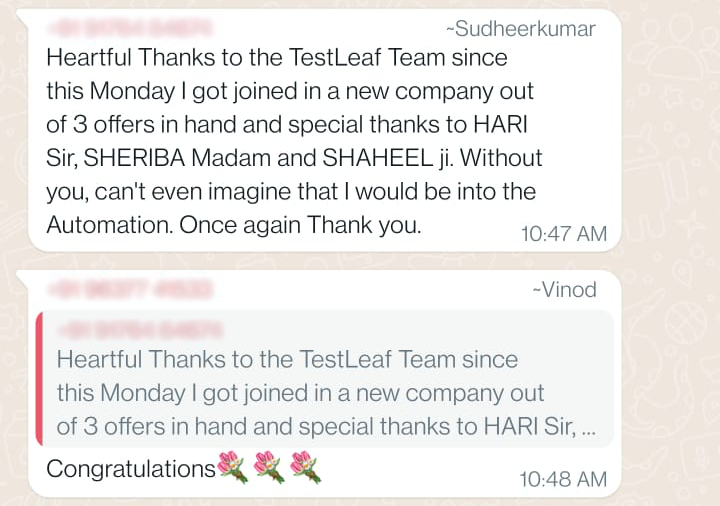 ~Sudheerkumar
Heartful Thanks to the TestLeaf Team since
this Monday I got joined in a new company out
of 3 offers in hand and special thanks to HARI
Sir, SHERIBA Madam and SHAHEEL ji. Without
you, can't even imagine that I would be into the
Automation. Once again Thank you.
10:47 AM
~Vinod
Heartful Thanks to the TestLeaf Team since
this Monday I got joined in a new company out
of 3 offers in hand and special thanks to HARI Sir, ...
Congratulations💐💐💐
10:48 AM